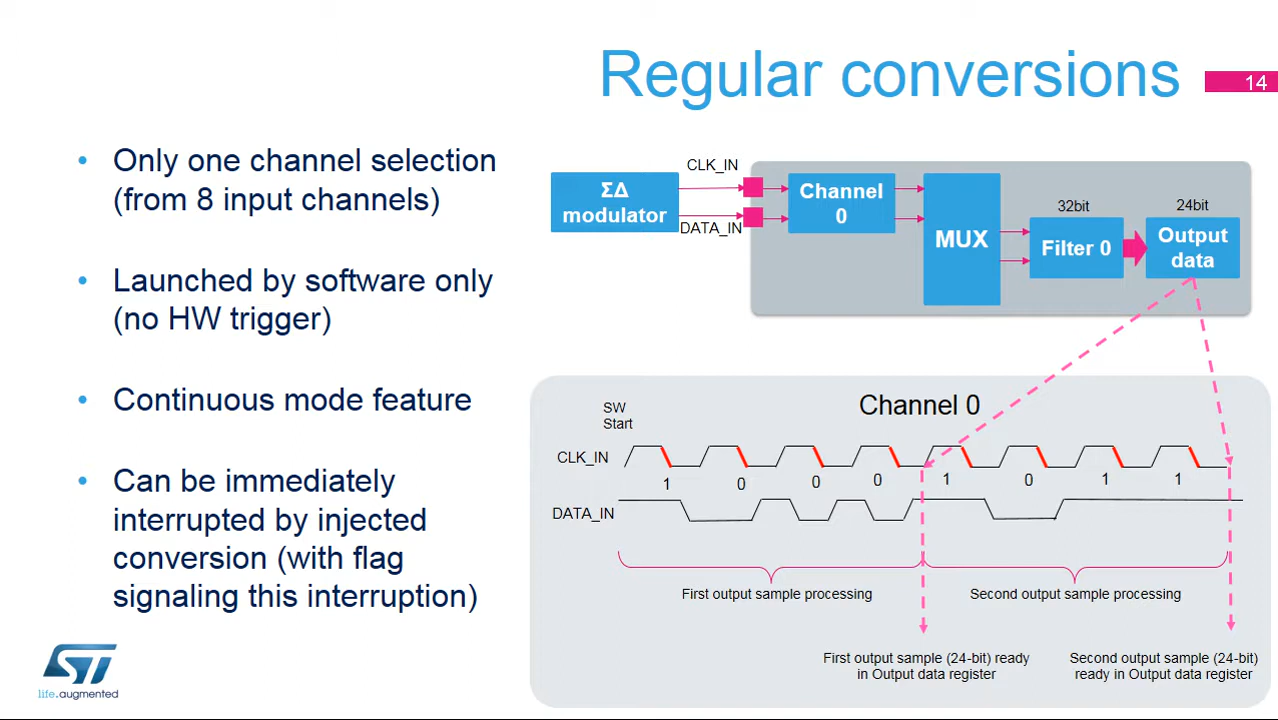 Regular conversions
14
• Only one channel selection
(from 8 input channels)
• Launched by software only
(no HW trigger)
• Continuous mode feature
• Can be immediately
interrupted by injected
conversion (with flag
signaling this interruption)
ΣΔ
modulator
CLK_IN
DATA_IN
Channel
0
MUX
32bit
Filter 0
24bit
Output
data
Channel 0
SW
Start
CLK_IN
1 0 0 0 1 0 1 1
DATA_IN
First output sample processing
Second output sample processing
First output sample (24-bit) ready
in Output data register
Second output sample (24-bit)
ready in Output data register
ST
life.augmented